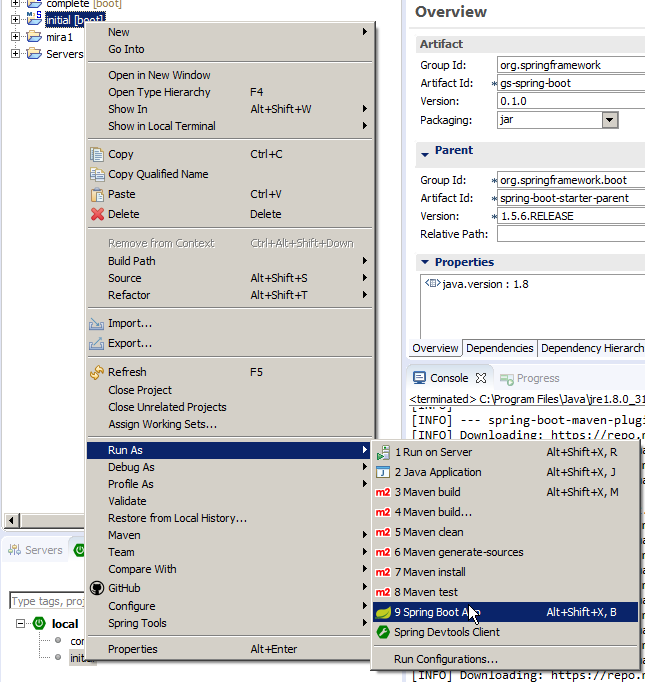 complete [boot]
initial [boot]
mira1
Servers
New
Go Into
Open in New Window
Open Type Hierarchy F4
Show In Alt+Shift+W
Show in Local Terminal
Copy Ctrl+C
Copy Qualified Name
Paste Ctrl+V
Delete Delete
Remove from Context Ctrl+Alt+Shift+Down
Build Path
Source Alt+Shift+S
Refactor Alt+Shift+T
Import...
Export...
Refresh F5
Close Project
Close Unrelated Projects
Assign Working Sets...
Run As
Debug As
Profile As
Validate
Restore from Local History...
Maven
Team
Compare With
GitHub
Configure
Spring Tools
Properties Alt+Enter
1 Run on Server Alt+Shift+X, R
2 Java Application Alt+Shift+X, J
3 Maven build Alt+Shift+X, M
4 Maven build...
5 Maven clean
6 Maven generate-sources
7 Maven install
8 Maven test
9 Spring Boot App Alt+Shift+X, B
Spring Devtools Client
Run Configurations...
Overview
Artifact
Group Id: org.springframework
Artifact Id: * gs-spring-boot
Version: 0.1.0
Packaging: jar
Parent
Group Id: * org.springframework.boot
Artifact Id: * spring-boot-starter-parent
Version: * 1.5.6.RELEASE
Relative Path:
Properties
java.version : 1.8
Overview Dependencies Dependency Hierarch
Console Progress
<terminated> C:\Program Files\Java\jre1.8.0_31
[INFO]
[INFO] --- spring-boot-maven-plugi
[INFO] Downloading: https://repo.m
[INFO] Downloading: https://repo.m
Servers
Type tags, proj
local
con
initial